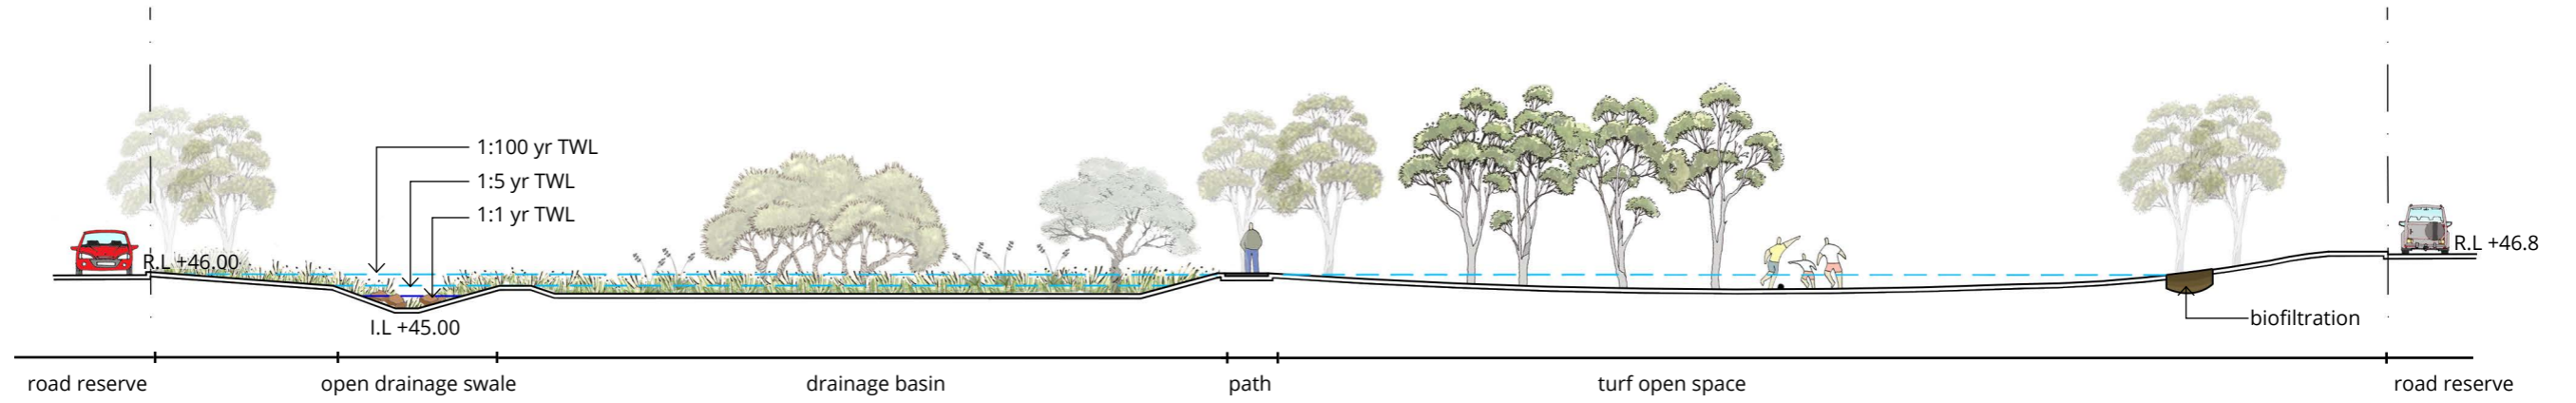 1:100 yr TWL
1:5 yr TWL
1:1 yr TWL
R.L +46.00
R.L +46.8
I.L +45.00
biofiltration
road reserve
open drainage swale
drainage basin
path
turf open space
road reserve